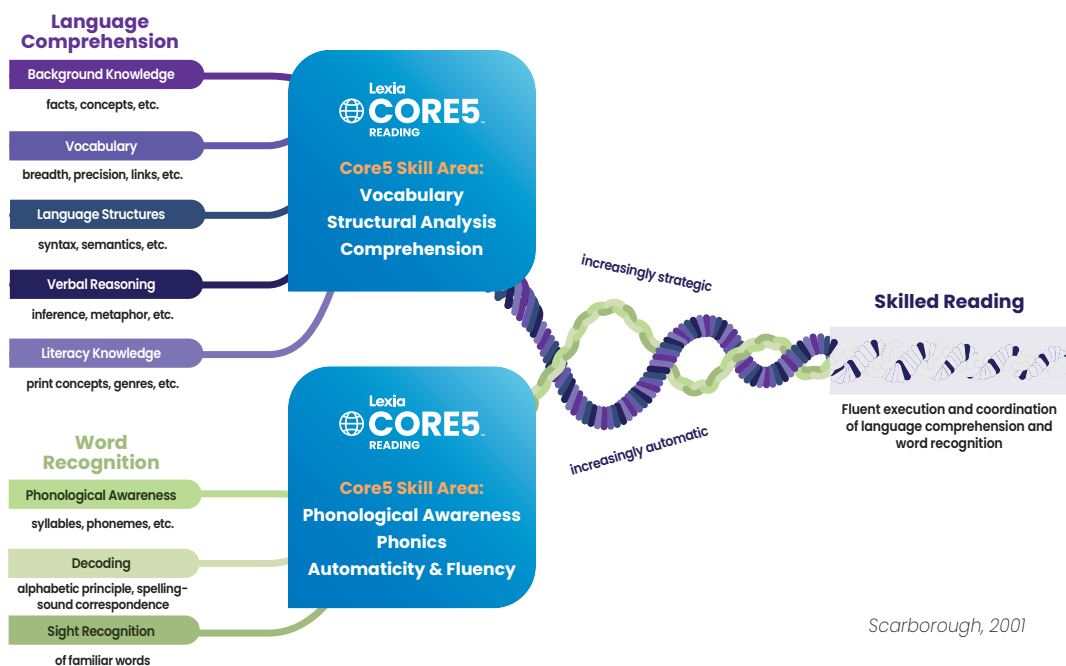 Language
Comprehension
Background Knowledge
facts, concepts, etc.
Vocabulary
breadth, precision, links, etc.
Language Structures
syntax, semantics, etc.
Verbal Reasoning
inference, metaphor, etc.
Literacy Knowledge
print concepts, genres, etc.
Word
Recognition
Phonological Awareness
syllables, phonemes, etc.
Decoding
alphabetic principle, spelling-
sound correspondence
Sight Recognition
of familiar words
Lexia
CORE5™
READING
Core5 Skill Area:
Vocabulary
Structural Analysis
Comprehension
Lexia
CORE5™
READING
Core5 Skill Area:
Phonological Awareness
Phonics
Automaticity & Fluency
increasingly strategic
increasingly automatic
Skilled Reading
Fluent execution and coordination
of language comprehension and
word recognition
Scarborough, 2001